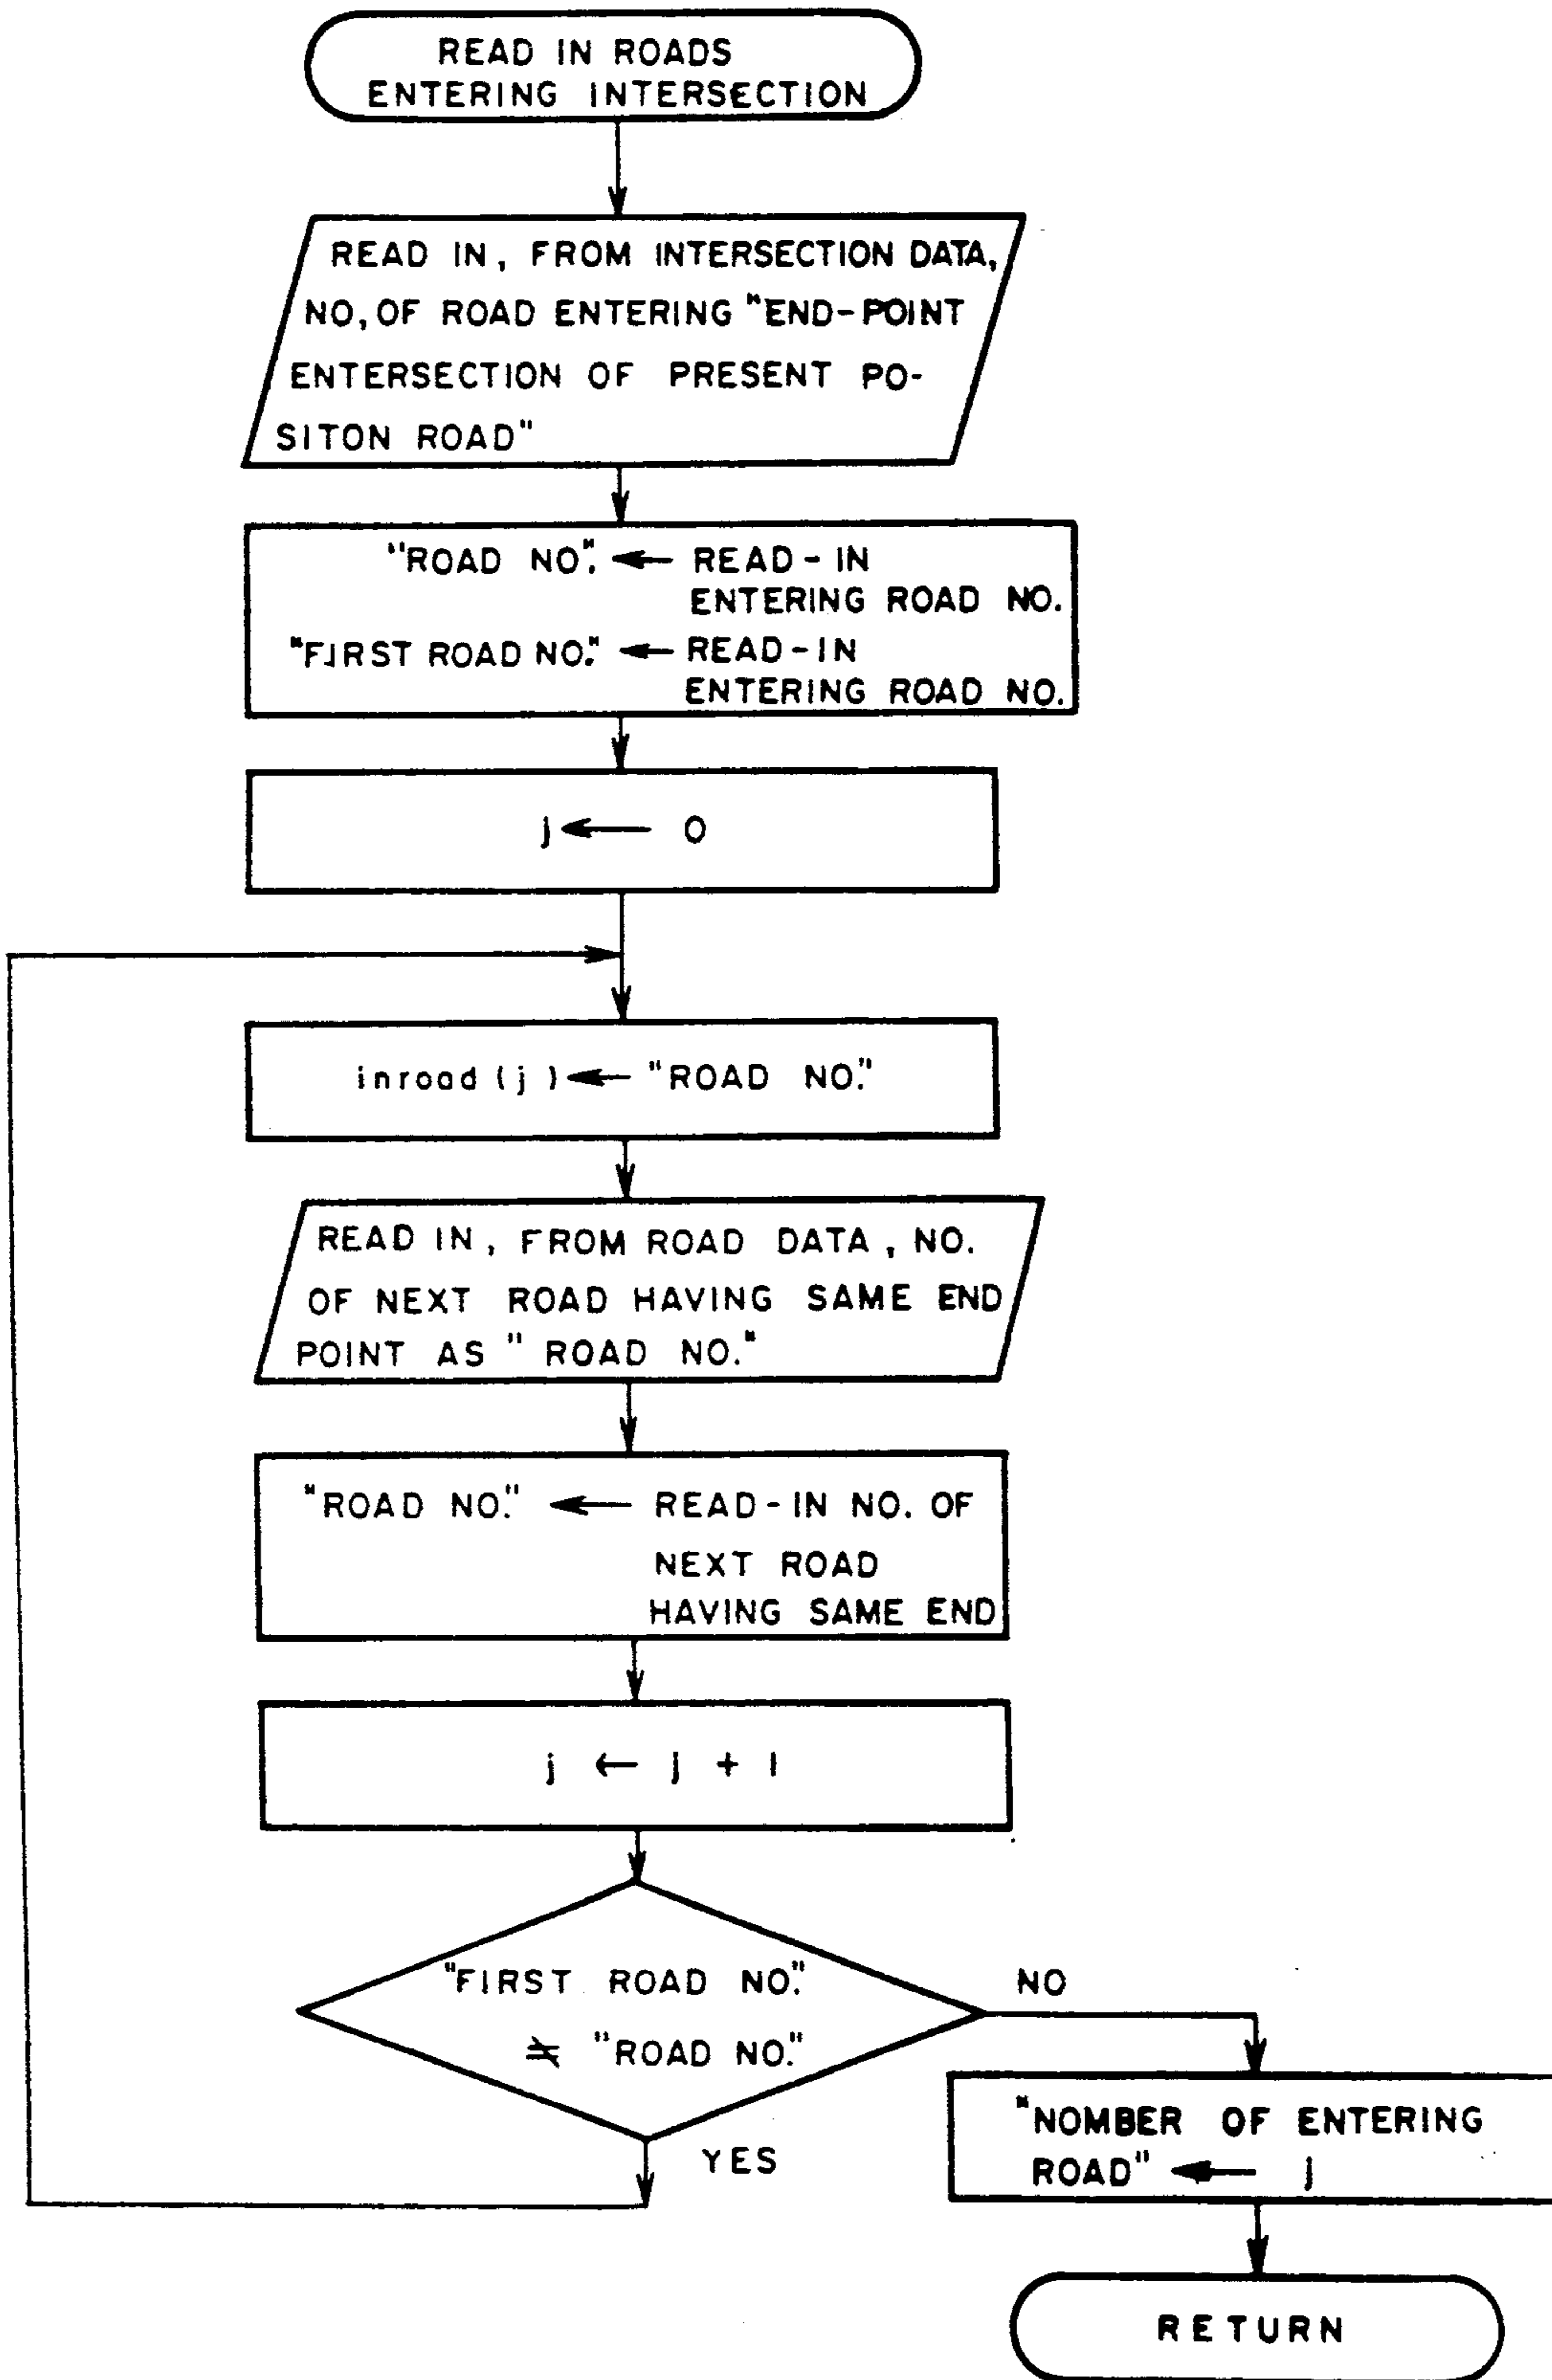 READ IN ROADS
ENTERING INTERSECTION
READ IN, FROM INTERSECTION DATA,
NO, OF ROAD ENTERING "END-POINT
ENTERSECTION OF PRESENT PO-
SITON ROAD"
"ROAD NO." ← READ-IN
ENTERING ROAD NO.
"FIRST ROAD NO." ← READ-IN
ENTERING ROAD NO.
j ← 0
inroad (j) ← "ROAD NO."
READ IN, FROM ROAD DATA, NO.
OF NEXT ROAD HAVING SAME END
POINT AS "ROAD NO."
"ROAD NO." ← READ-IN NO. OF
NEXT ROAD
HAVING SAME END
j ← j + 1
"FIRST ROAD NO."
≠ "ROAD NO."
NO
YES
"NOMBER OF ENTERING
ROAD" ← j
RETURN